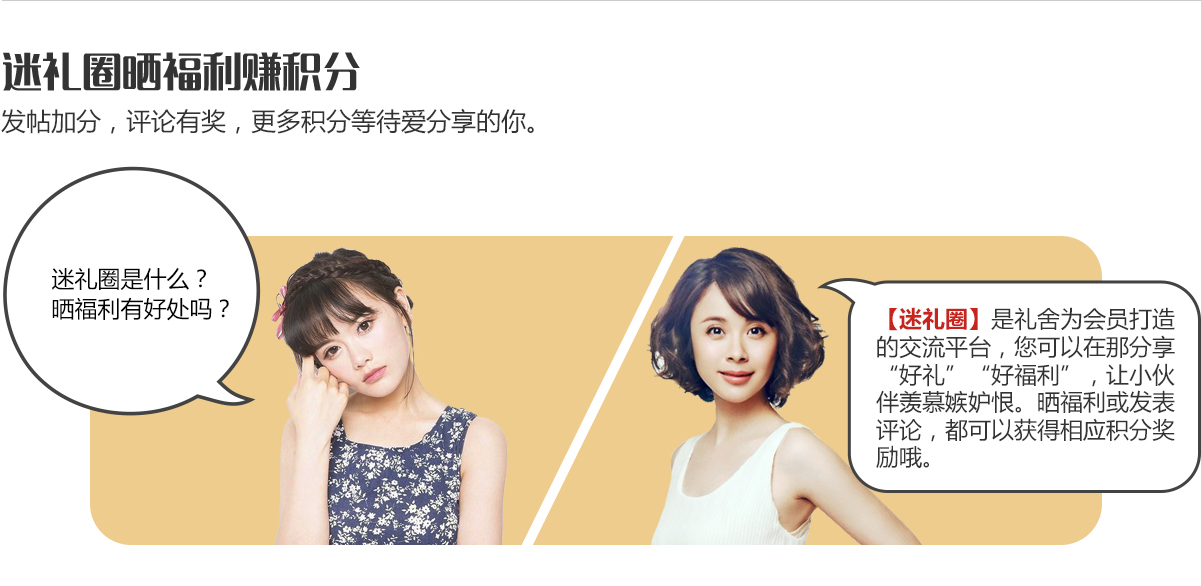 迷礼圈晒福利赚积分
发帖加分，评论有奖，更多积分等待爱分享的你。
迷礼圈是什么？
晒福利有好处吗？
【迷礼圈】是礼舍为会员打造
的交流平台，您可以在那分享
“好礼”“好福利”，让小伙
伴羡慕嫉妒恨。晒福利或发表
评论，都可以获得相应积分奖
励哦。